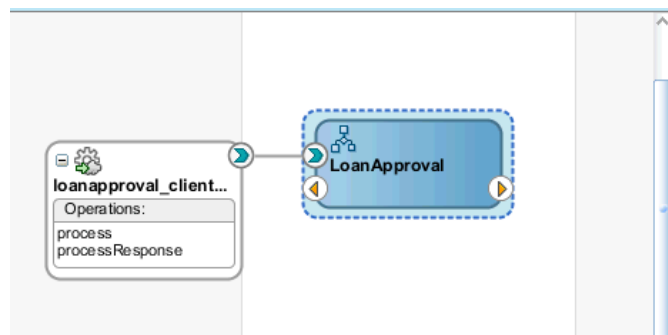 loanapproval_client...
Operations:
process
processResponse
LoanApproval